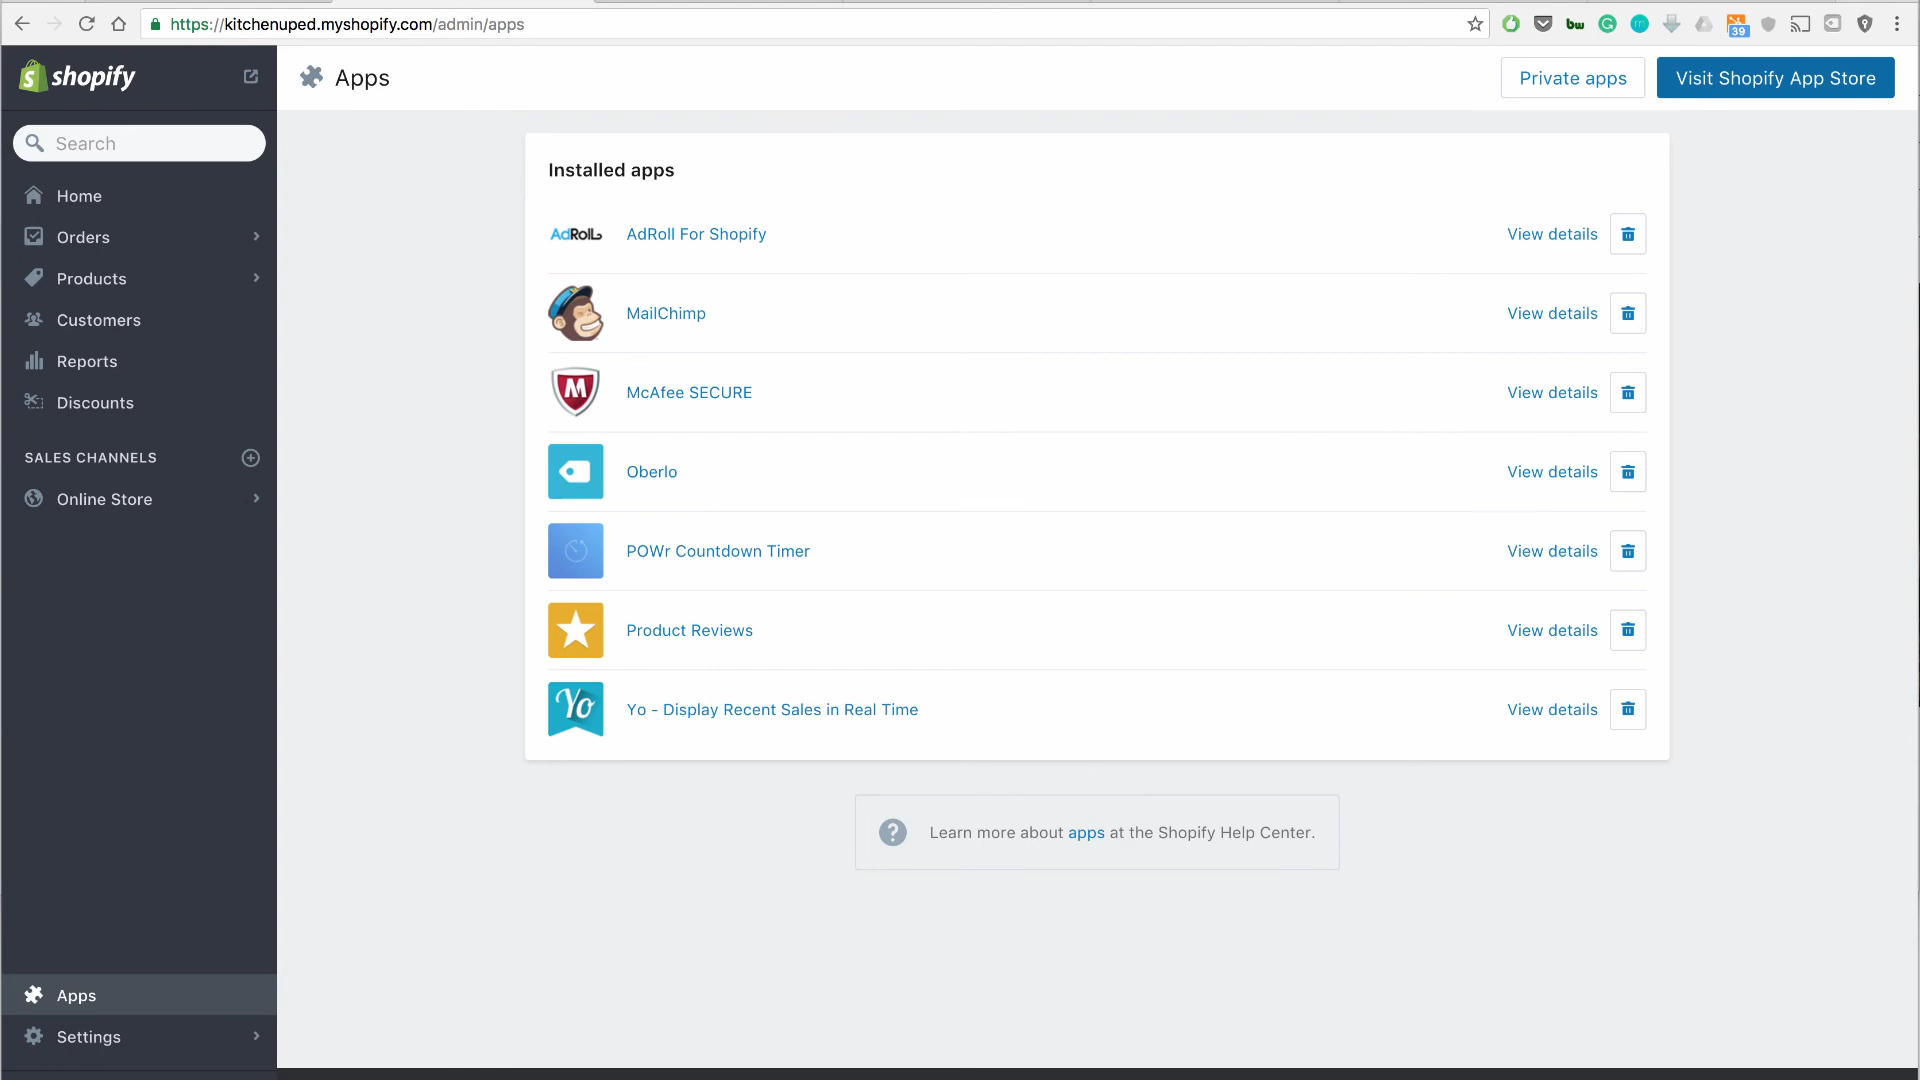 https://kitchenuped.myshopify.com/admin/apps
bw
39
shopify
Apps
Private apps
Visit Shopify App Store
Search
Home
Orders
Products
Customers
Reports
Discounts
SALES CHANNELS
Online Store
Apps
Settings
Installed apps
AdRoll
AdRoll For Shopify
View details
MailChimp
View details
M
McAfee SECURE
View details
Oberlo
View details
POWr Countdown Timer
View details
Product Reviews
View details
Yo
Yo - Display Recent Sales in Real Time
View details
? Learn more about apps at the Shopify Help Center.